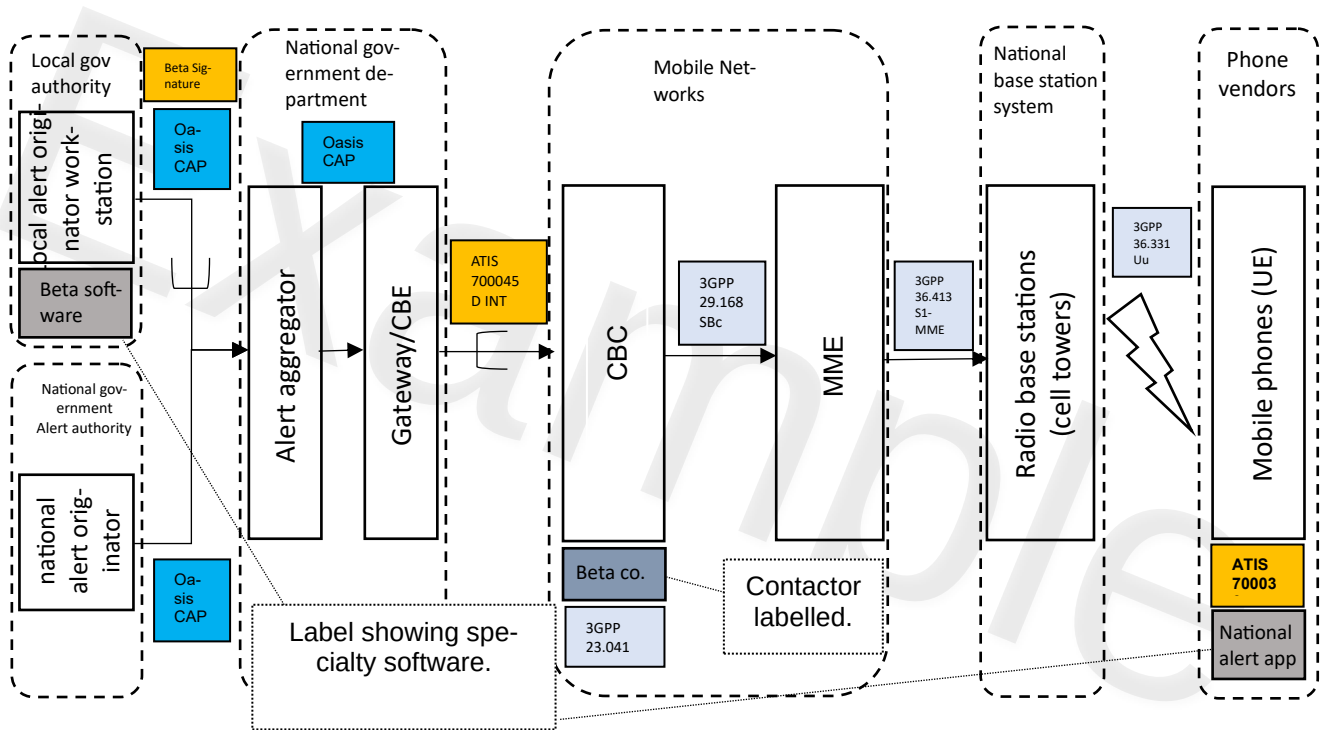 Local gov
authority
Beta Sig-
nature
Oa-
sis
CAP
Local alert origi-
nator work-
station
Beta soft-
ware
National gov-
ernment
Alert authority
national
alert orig-
inator
Oa-
sis
CAP
National gov-
ernment de-
partment
Oasis
CAP
Alert aggregator
Gateway/CBE
ATIS
700045
D INT
Mobile Net-
works
CBC
3GPP
29.168
SBc
MME
Beta co.
3GPP
23.041
Contactor
labelled.
Label showing spe-
cialty software.
3GPP
36.413
S1-
MME
National
base station
system
Radio base stations
(cell towers)
3GPP
36.331
Uu
Phone
vendors
Mobile phones (UE)
ATIS
70003
National
alert app
Example